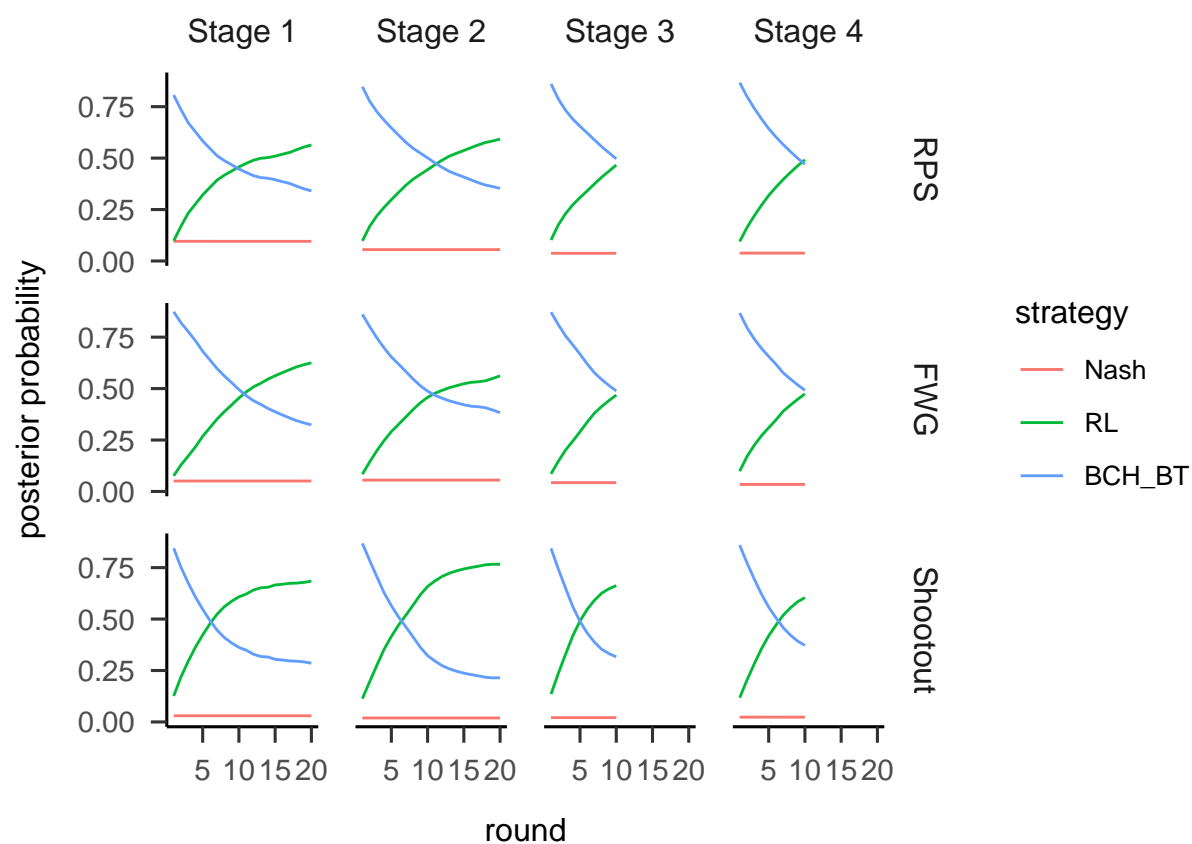 Stage 1 Stage 2 Stage 3 Stage 4
0.75
0.50
0.25
0.00
RPS
0.75
0.50
0.25
0.00
FWG
0.75
0.50
0.25
0.00
Shootout
5 10 15 20 5 10 15 20 5 10 15 20 5 10 15 20
round
posterior probability
strategy
Nash
RL
BCH_BT